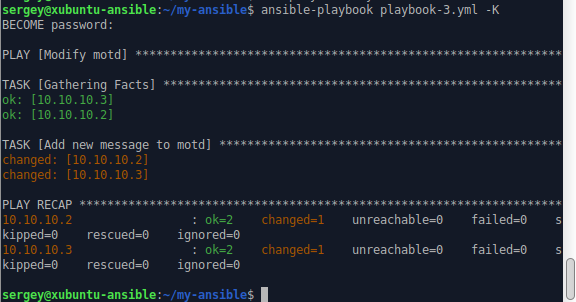 sergey@xubuntu-ansible:~/my-ansible$ ansible-playbook playbook-3.yml -K
BECOME password:
PLAY [Modify motd] *************************************************************
TASK [Gathering Facts] *********************************************************
ok: [10.10.10.3]
ok: [10.10.10.2]
TASK [Add new message to motd] *************************************************
changed: [10.10.10.2]
changed: [10.10.10.3]
PLAY RECAP *********************************************************************
10.10.10.2                 : ok=2    changed=1    unreachable=0    failed=0    s
kipped=0    rescued=0    ignored=0
10.10.10.3                 : ok=2    changed=1    unreachable=0    failed=0    s
kipped=0    rescued=0    ignored=0
sergey@xubuntu-ansible:~/my-ansible$